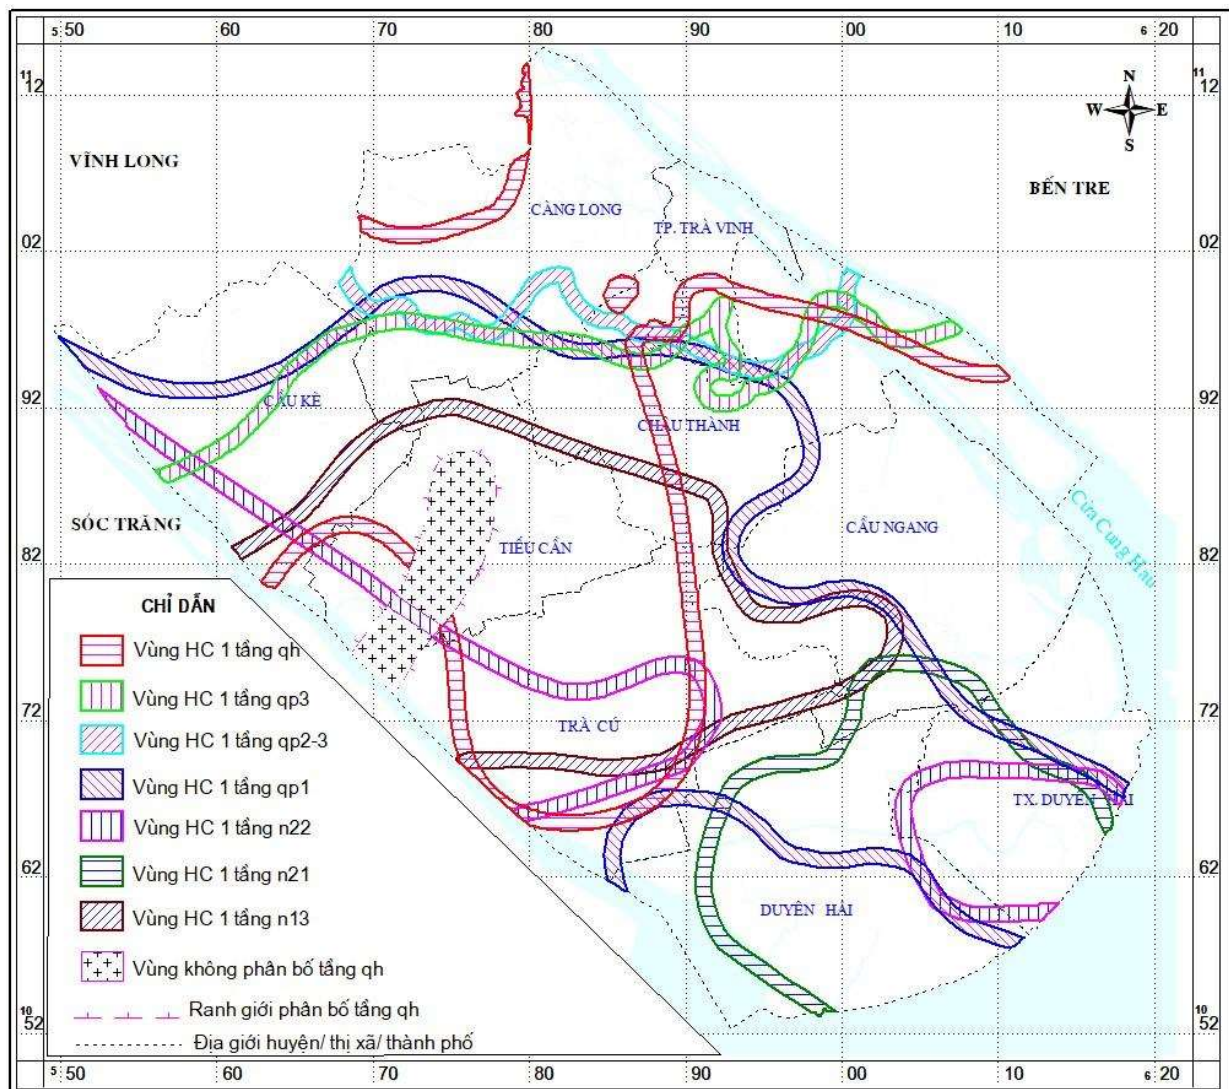 5 50 60 70 80 90 00 10 6 20
11 12 11 12
N
W E
S
VĨNH LONG
BẾN TRE
CÀNG LONG
TP. TRÀ VINH
02 02
92 92
CẦU KÈ
CHÂU THÀNH
Cửa Cung Hầu
SÓC TRĂNG
TIỂU CẦN
CẦU NGANG
82 82
CHỈ DẪN
Vùng HC 1 tầng qh
Vùng HC 1 tầng qp3
Vùng HC 1 tầng qp2-3
Vùng HC 1 tầng qp1
Vùng HC 1 tầng n22
Vùng HC 1 tầng n21
Vùng HC 1 tầng n13
Vùng không phân bố tầng qh
Ranh giới phân bố tầng qh
Địa giới huyện/ thị xã/ thành phố
TRÀ CÚ
72 72
TX. DUYÊN HẢI
62 62
DUYÊN HẢI
10 52 10 52
5 50 60 70 80 90 00 10 6 20